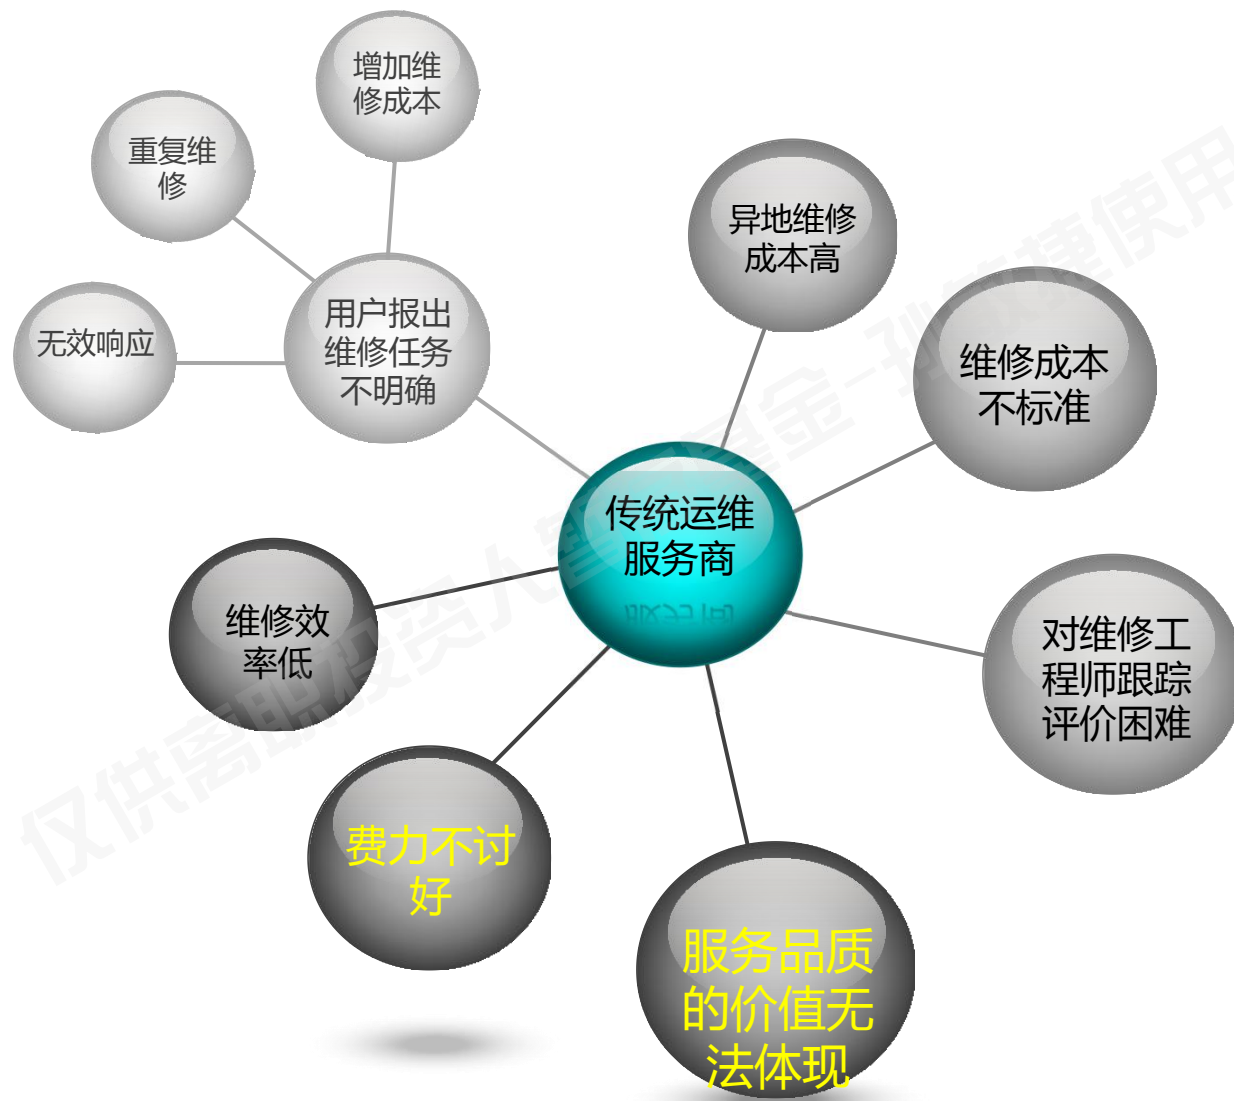 增加维
修成本
重复维
修
无效响应
用户报出
维修任务
不明确
异地维修
成本高
维修成本
不标准
传统运维
服务商
对维修工
程师跟踪
评价困难
维修效
率低
费力不讨
好
服务品质
的价值无
法体现